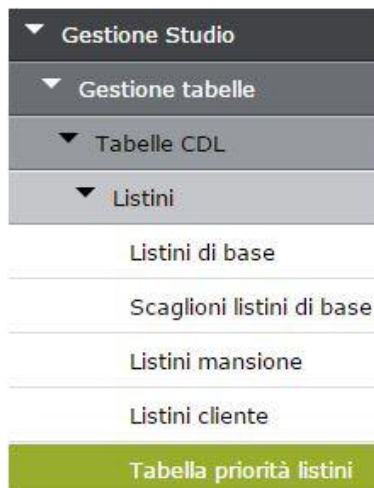 Gestione Studio
Gestione tabelle
Tabelle CDL
Listini
Listini di base
Scaglioni listini di base
Listini mansione
Listini cliente
Tabella priorità listini